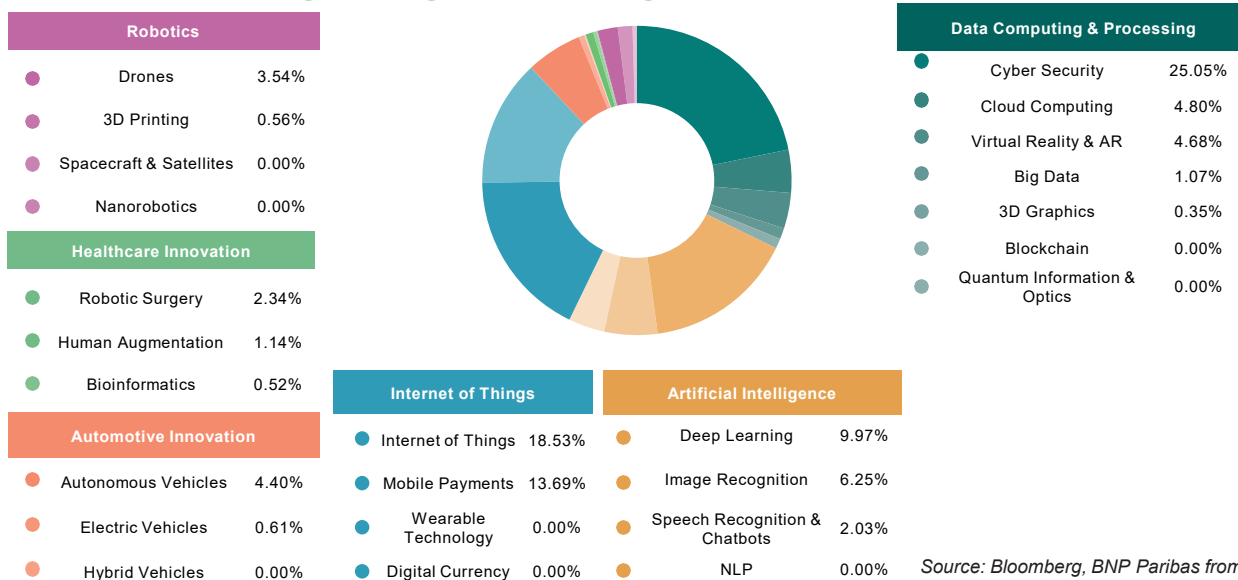 Robotics
Drones 3.54%
3D Printing 0.56%
Spacecraft & Satellites 0.00%
Nanorobotics 0.00%
Healthcare Innovation
Robotic Surgery 2.34%
Human Augmentation 1.14%
Bioinformatics 0.52%
Automotive Innovation
Autonomous Vehicles 4.40%
Electric Vehicles 0.61%
Hybrid Vehicles 0.00%
Internet of Things
Internet of Things 18.53%
Mobile Payments 13.69%
Wearable
Technology 0.00%
Digital Currency 0.00%
Artificial Intelligence
Deep Learning 9.97%
Image Recognition 6.25%
Speech Recognition &
Chatbots 2.03%
NLP 0.00%
Data Computing & Processing
Cyber Security 25.05%
Cloud Computing 4.80%
Virtual Reality & AR 4.68%
Big Data 1.07%
3D Graphics 0.35%
Blockchain 0.00%
Quantum Information &
Optics 0.00%
Source: Bloomberg, BNP Paribas from